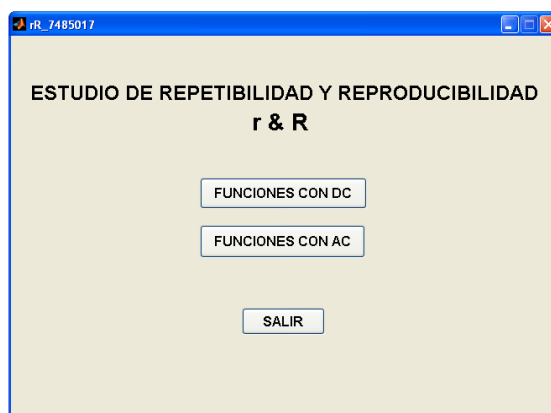 rR_7485017
ESTUDIO DE REPETIBILIDAD Y REPRODUCIBILIDAD
r & R
FUNCIONES CON DC
FUNCIONES CON AC
SALIR